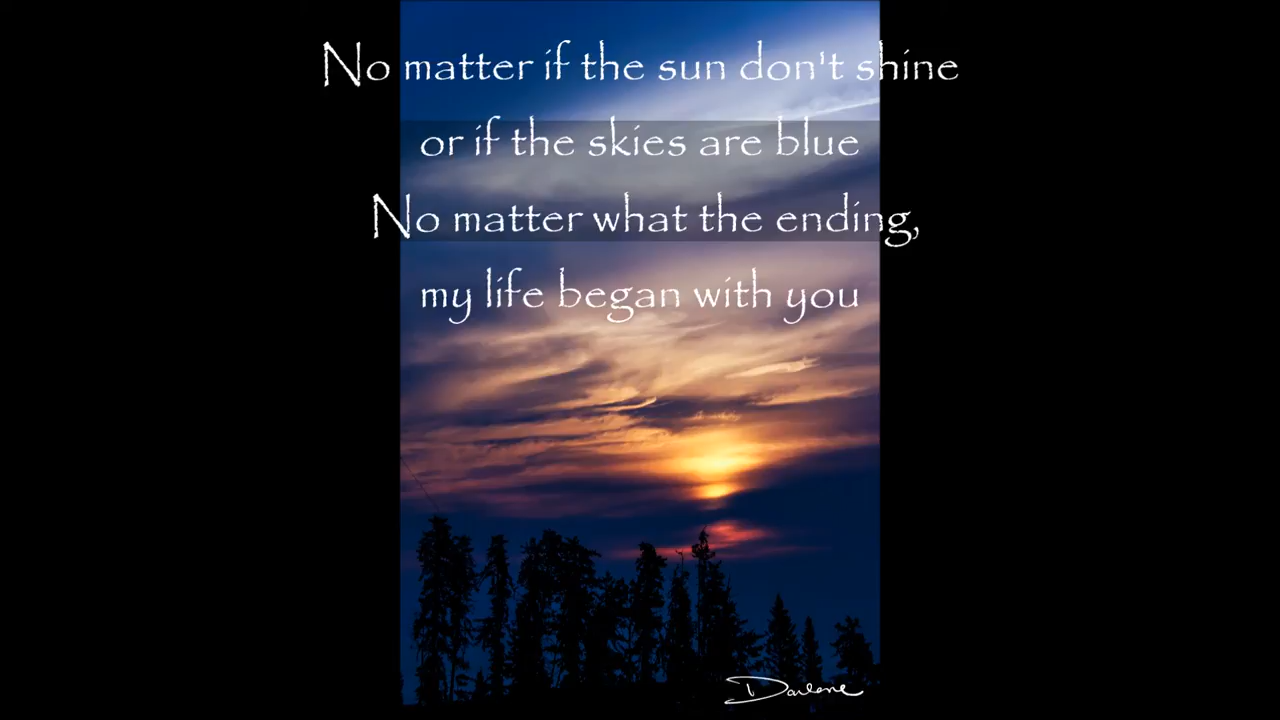 No matter if the sun don't shine
or if the skies are blue
No matter what the ending,
my life began with you
Darlene